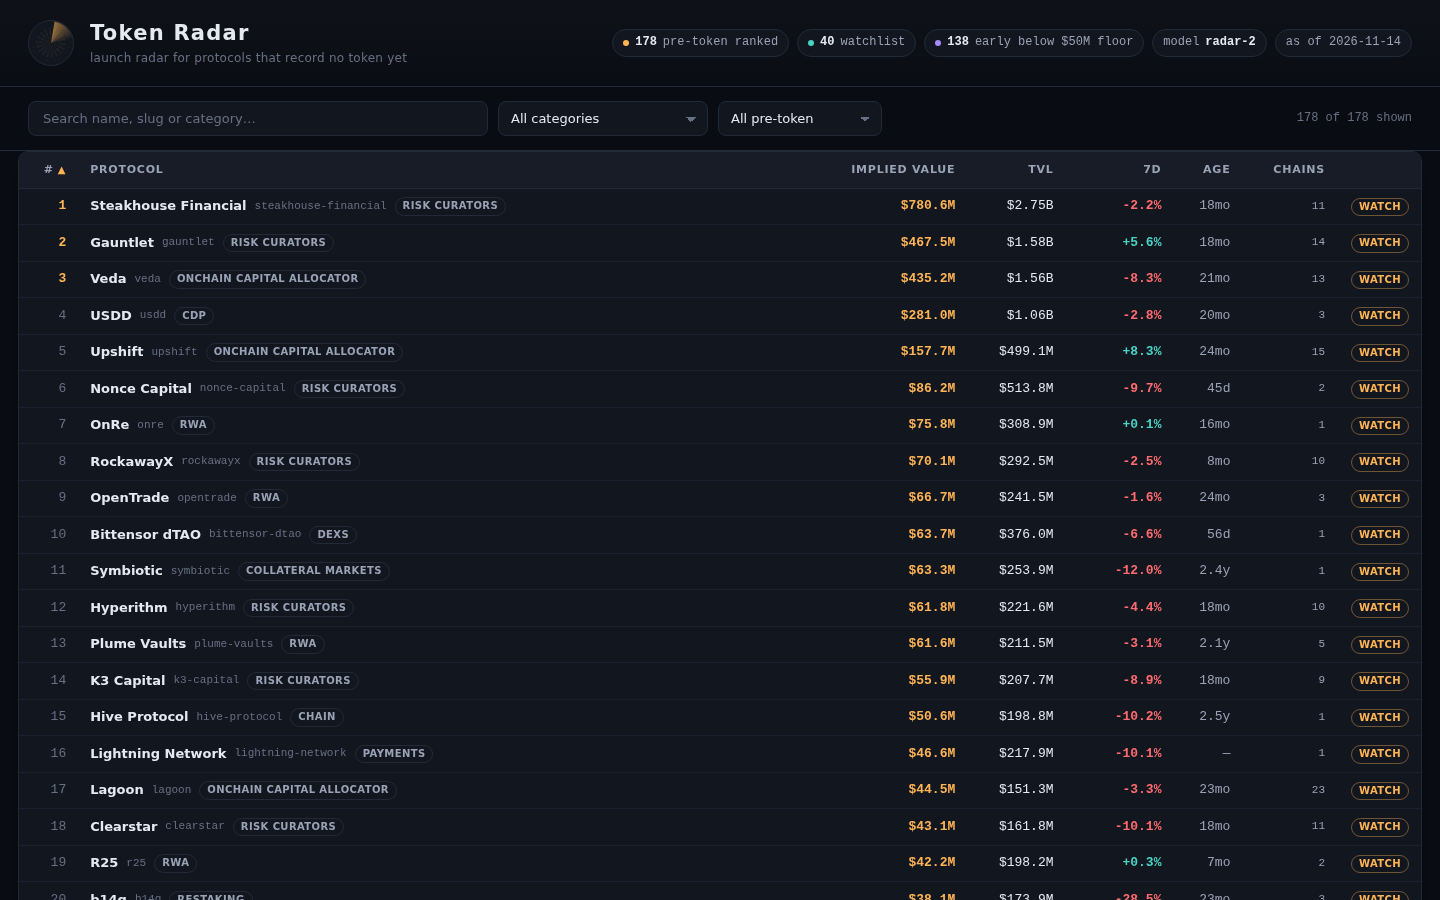 Token Radar
launch radar for protocols that record no token yet
178 pre-token ranked
40 watchlist
138 early below $50M floor
model radar-2
as of 2026-11-14
Search name, slug or category…
All categories
All pre-token
178 of 178 shown
# ▲ PROTOCOL IMPLIED VALUE TVL 7D AGE CHAINS
1 Steakhouse Financial steakhouse-financial RISK CURATORS $780.6M $2.75B -2.2% 18mo 11 WATCH
2 Gauntlet gauntlet RISK CURATORS $467.5M $1.58B +5.6% 18mo 14 WATCH
3 Veda veda ONCHAIN CAPITAL ALLOCATOR $435.2M $1.56B -8.3% 21mo 13 WATCH
4 USDD usdd CDP $281.0M $1.06B -2.8% 20mo 3 WATCH
5 Upshift upshift ONCHAIN CAPITAL ALLOCATOR $157.7M $499.1M +8.3% 24mo 15 WATCH
6 Nonce Capital nonce-capital RISK CURATORS $86.2M $513.8M -9.7% 45d 2 WATCH
7 OnRe onre RWA $75.8M $308.9M +0.1% 16mo 1 WATCH
8 RockawayX rockawayx RISK CURATORS $70.1M $292.5M -2.5% 8mo 10 WATCH
9 OpenTrade opentrade RWA $66.7M $241.5M -1.6% 24mo 3 WATCH
10 Bittensor dTAO bittensor-dtao DEXS $63.7M $376.0M -6.6% 56d 1 WATCH
11 Symbiotic symbiotic COLLATERAL MARKETS $63.3M $253.9M -12.0% 2.4y 1 WATCH
12 Hyperithm hyperithm RISK CURATORS $61.8M $221.6M -4.4% 18mo 10 WATCH
13 Plume Vaults plume-vaults RWA $61.6M $211.5M -3.1% 2.1y 5 WATCH
14 K3 Capital k3-capital RISK CURATORS $55.9M $207.7M -8.9% 18mo 9 WATCH
15 Hive Protocol hive-protocol CHAIN $50.6M $198.8M -10.2% 2.5y 1 WATCH
16 Lightning Network lightning-network PAYMENTS $46.6M $217.9M -10.1% — 1 WATCH
17 Lagoon lagoon ONCHAIN CAPITAL ALLOCATOR $44.5M $151.3M -3.3% 23mo 23 WATCH
18 Clearstar clearstar RISK CURATORS $43.1M $161.8M -10.1% 18mo 11 WATCH
19 R25 r25 RWA $42.2M $198.2M +0.3% 7mo 2 WATCH
20 b14g b14g RESTAKING $38.1M $173.9M -28.5% 23mo 3 WATCH